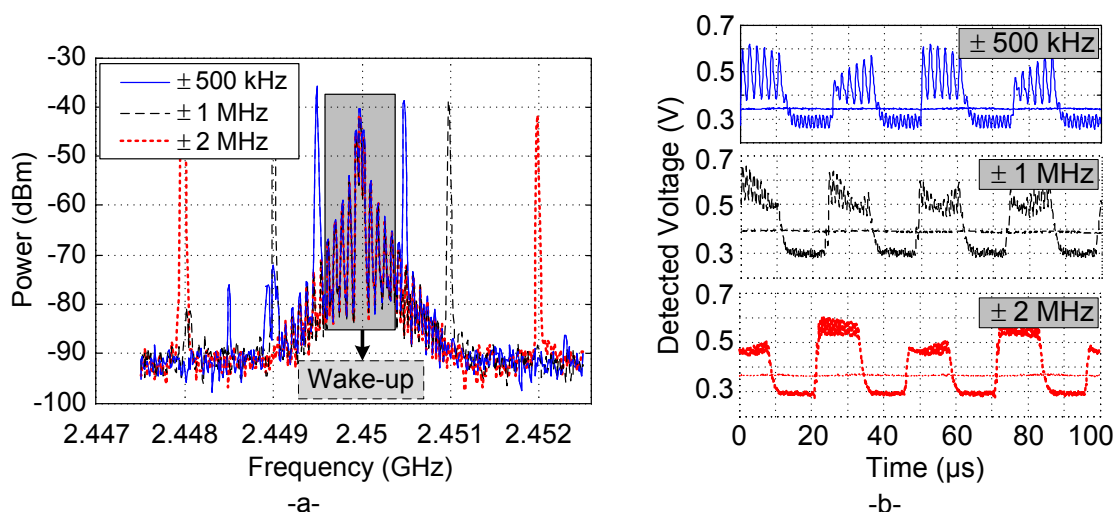 -30
-40
-50
-60
-70
-80
-90
-100
Power (dBm)
± 500 kHz
± 1 MHz
± 2 MHz
Wake-up
2.447 2.448 2.449 2.45 2.451 2.452
Frequency (GHz)
-a-
Detected Voltage (V)
0.7
0.5
0.3
± 500 kHz
0.7
0.5
0.3
± 1 MHz
0.7
0.5
0.3
± 2 MHz
0 20 40 60 80 100
Time (µs)
-b-